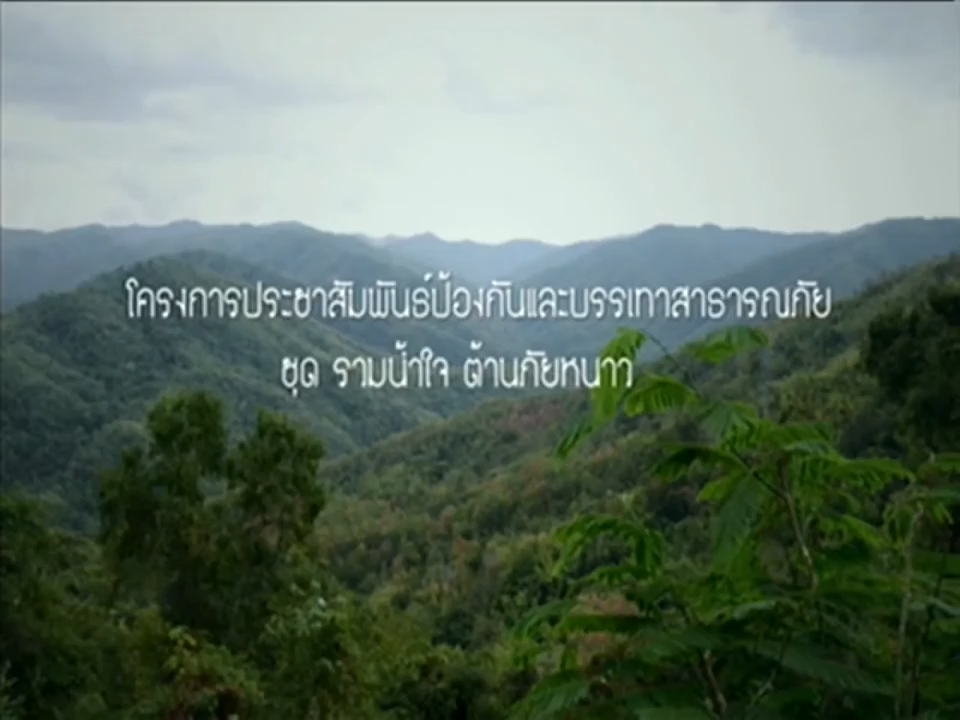 โครงการประชาสัมพันธ์ป้องกันและบรรเทาสาธารณภัย
ชุด รามน้ำใจ ต้านภัยหนาว